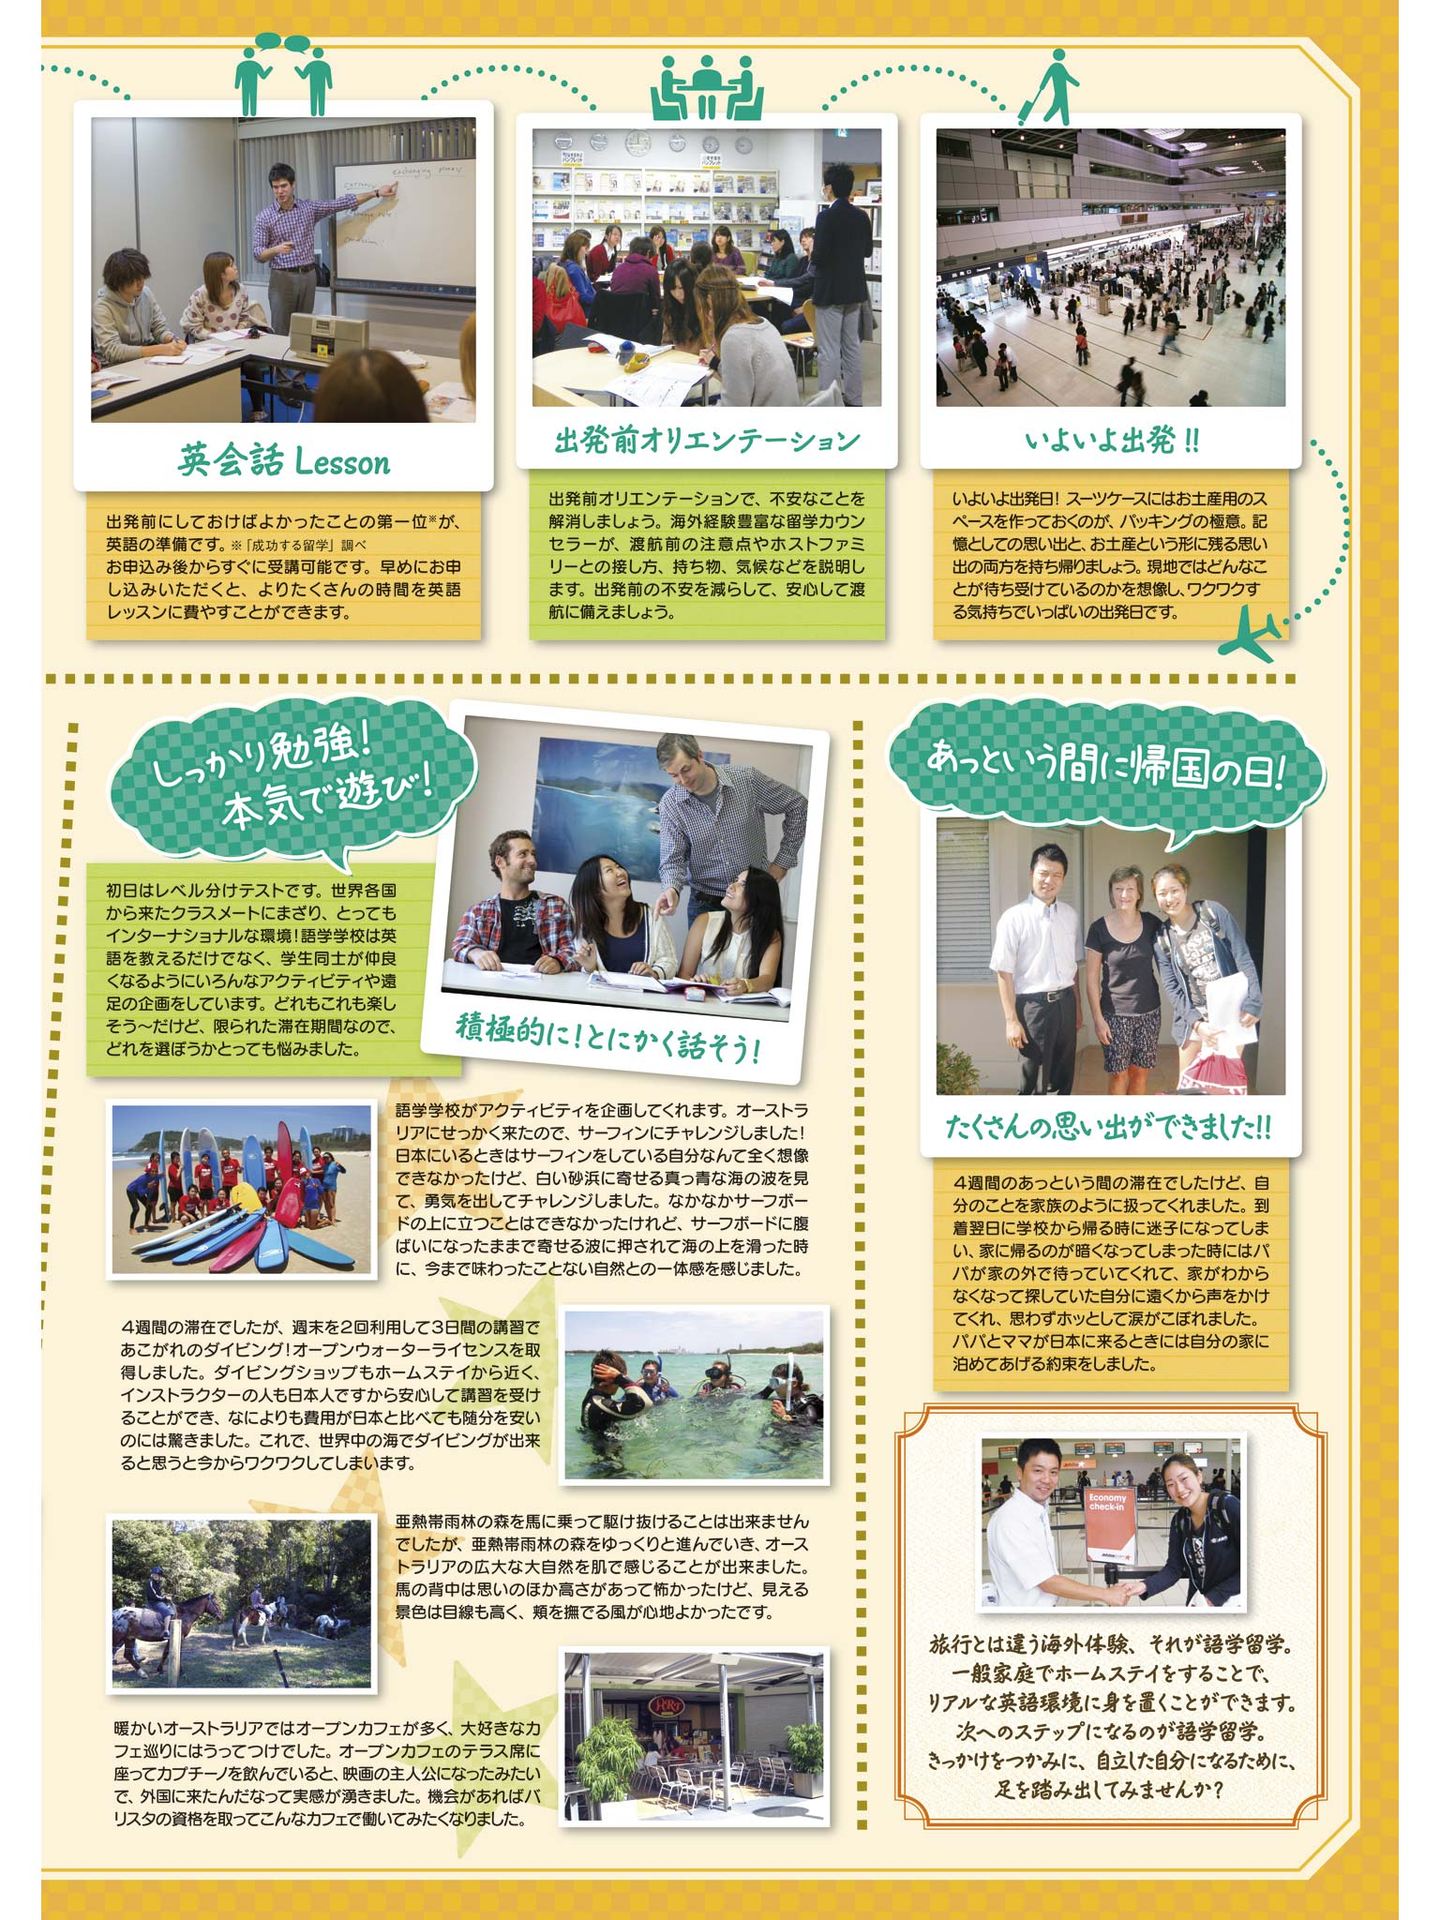 英会話 Lesson
出発前にしておけばよかったことの第一位※が、
英語の準備です。※「成功する留学」調べ
お申込み後からすぐに受講可能です。早めにお申
し込みいただくと、よりたくさんの時間を英語
レッスンに費やすことができます。
出発前オリエンテーション
出発前オリエンテーションで、不安なことを
解消しましょう。海外経験豊富な留学カウン
セラーが、渡航前の注意点やホストファミ
リーとの接し方、持ち物、気候などを説明し
ます。出発前の不安を減らして、安心して渡
航に備えましょう。
いよいよ出発!!
いよいよ出発日! スーツケースにはお土産用のス
ペースを作っておくのが、パッキングの極意。記
憶としての思い出と、お土産という形に残る思い
出の両方を持ち帰りましょう。現地ではどんなこ
とが待ち受けているのかを想像し、ワクワクす
る気持ちでいっぱいの出発日です。
しっかり勉強!
本気で遊び!
初日はレベル分けテストです。世界各国
から来たクラスメートにまざり、とっても
インターナショナルな環境!語学学校は英
語を教えるだけでなく、学生同士が仲良
くなるようにいろんなアクティビティや遠
足の企画をしています。どれもこれも楽し
そう～だけど、限られた滞在期間なので、
どれを選ぼうかとっても悩みました。
積極的に!とにかく話そう!
語学学校がアクティビティを企画してくれます。オーストラ
リアにせっかく来たので、サーフィンにチャレンジしました!
日本にいるときはサーフィンをしている自分なんて全く想像
できなかったけど、白い砂浜に寄せる真っ青な海の波を見
て、勇気を出してチャレンジしました。なかなかサーフボー
ドの上に立つことはできなかったけれど、サーフボードに腹
ばいになったままで寄せる波に押されて海の上を滑った時
に、今まで味わったことない自然との一体感を感じました。
4週間の滞在でしたが、週末を2回利用して3日間の講習で
あこがれのダイビング!オープンウォーターライセンスを取
得しました。ダイビングショップもホームステイから近く、
インストラクターの人も日本人ですから安心して講習を受け
ることができ、なによりも費用が日本と比べても随分を安い
のには驚きました。これで、世界中の海でダイビングが出来
ると思うと今からワクワクしてしまいます。
亜熱帯雨林の森を馬に乗って駆け抜けることは出来ません
でしたが、亜熱帯雨林の森をゆっくりと進んでいき、オース
トラリアの広大な大自然を肌で感じることが出来ました。
馬の背中は思いのほか高さがあって怖かったけど、見える
景色は目線も高く、頬を撫でる風が心地よかったです。
暖かいオーストラリアではオープンカフェが多く、大好きなカ
フェ巡りにはうってつけでした。オープンカフェのテラス席に
座ってカプチーノを飲んでいると、映画の主人公になったみたい
で、外国に来たんだなって実感が湧きました。機会があればバ
リスタの資格を取ってこんなカフェで働いてみたくなりました。
あっという間に帰国の日!
たくさんの思い出ができました!!
4週間のあっという間の滞在でしたけど、自
分のことを家族のように扱ってくれました。到
着翌日に学校から帰る時に迷子になってしま
い、家に帰るのが暗くなってしまった時にはパ
パが家の外で待っていてくれて、家がわから
なくなって探していた自分に遠くから声をかけ
てくれ、思わずホッとして涙がこぼれました。
パパとママが日本に来るときには自分の家に
泊めてあげる約束をしました。
Economy
check-in
旅行とは違う海外体験、それが語学留学。
一般家庭でホームステイをすることで、
リアルな英語環境に身を置くことができます。
次へのステップになるのが語学留学。
きっかけをつかみに、自立した自分になるために、
足を踏み出してみませんか?